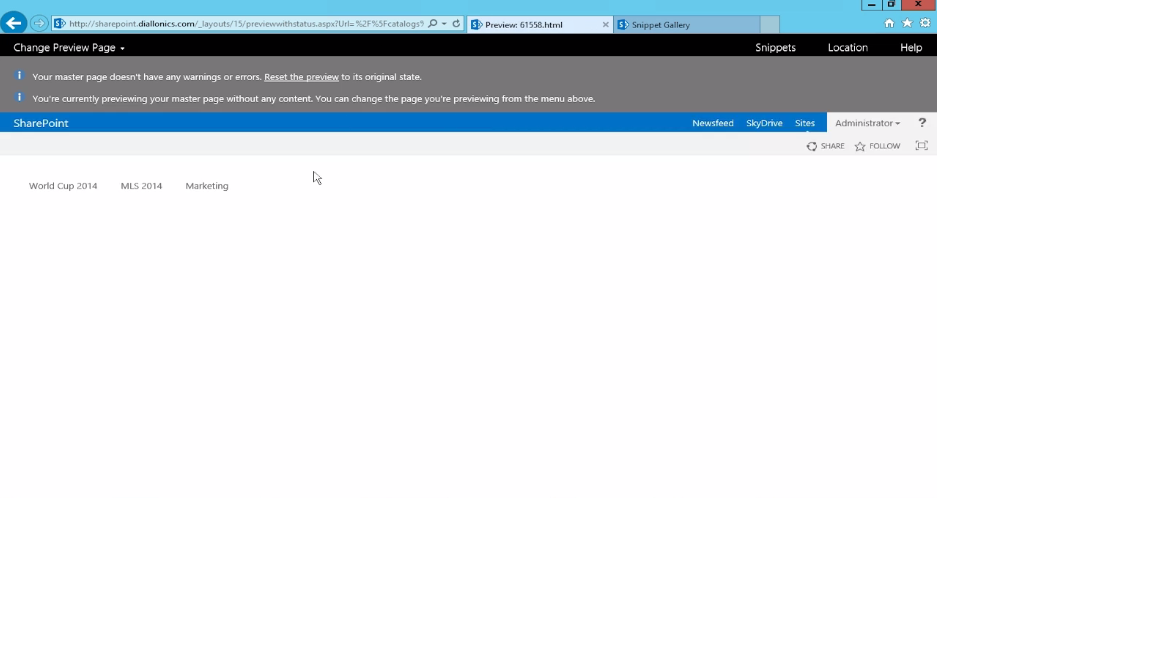 http://sharepoint.diallonics.com/_layouts/15/previewwithstatus.aspx?Url=%2F%5Fcatalogs%
Preview: 61558.html
Snippet Gallery
Change Preview Page
Snippets
Location
Help
Your master page doesn't have any warnings or errors. Reset the preview to its original state.
You're currently previewing your master page without any content. You can change the page you're previewing from the menu above.
SharePoint
Newsfeed
SkyDrive
Sites
Administrator
?
SHARE
FOLLOW
World Cup 2014
MLS 2014
Marketing